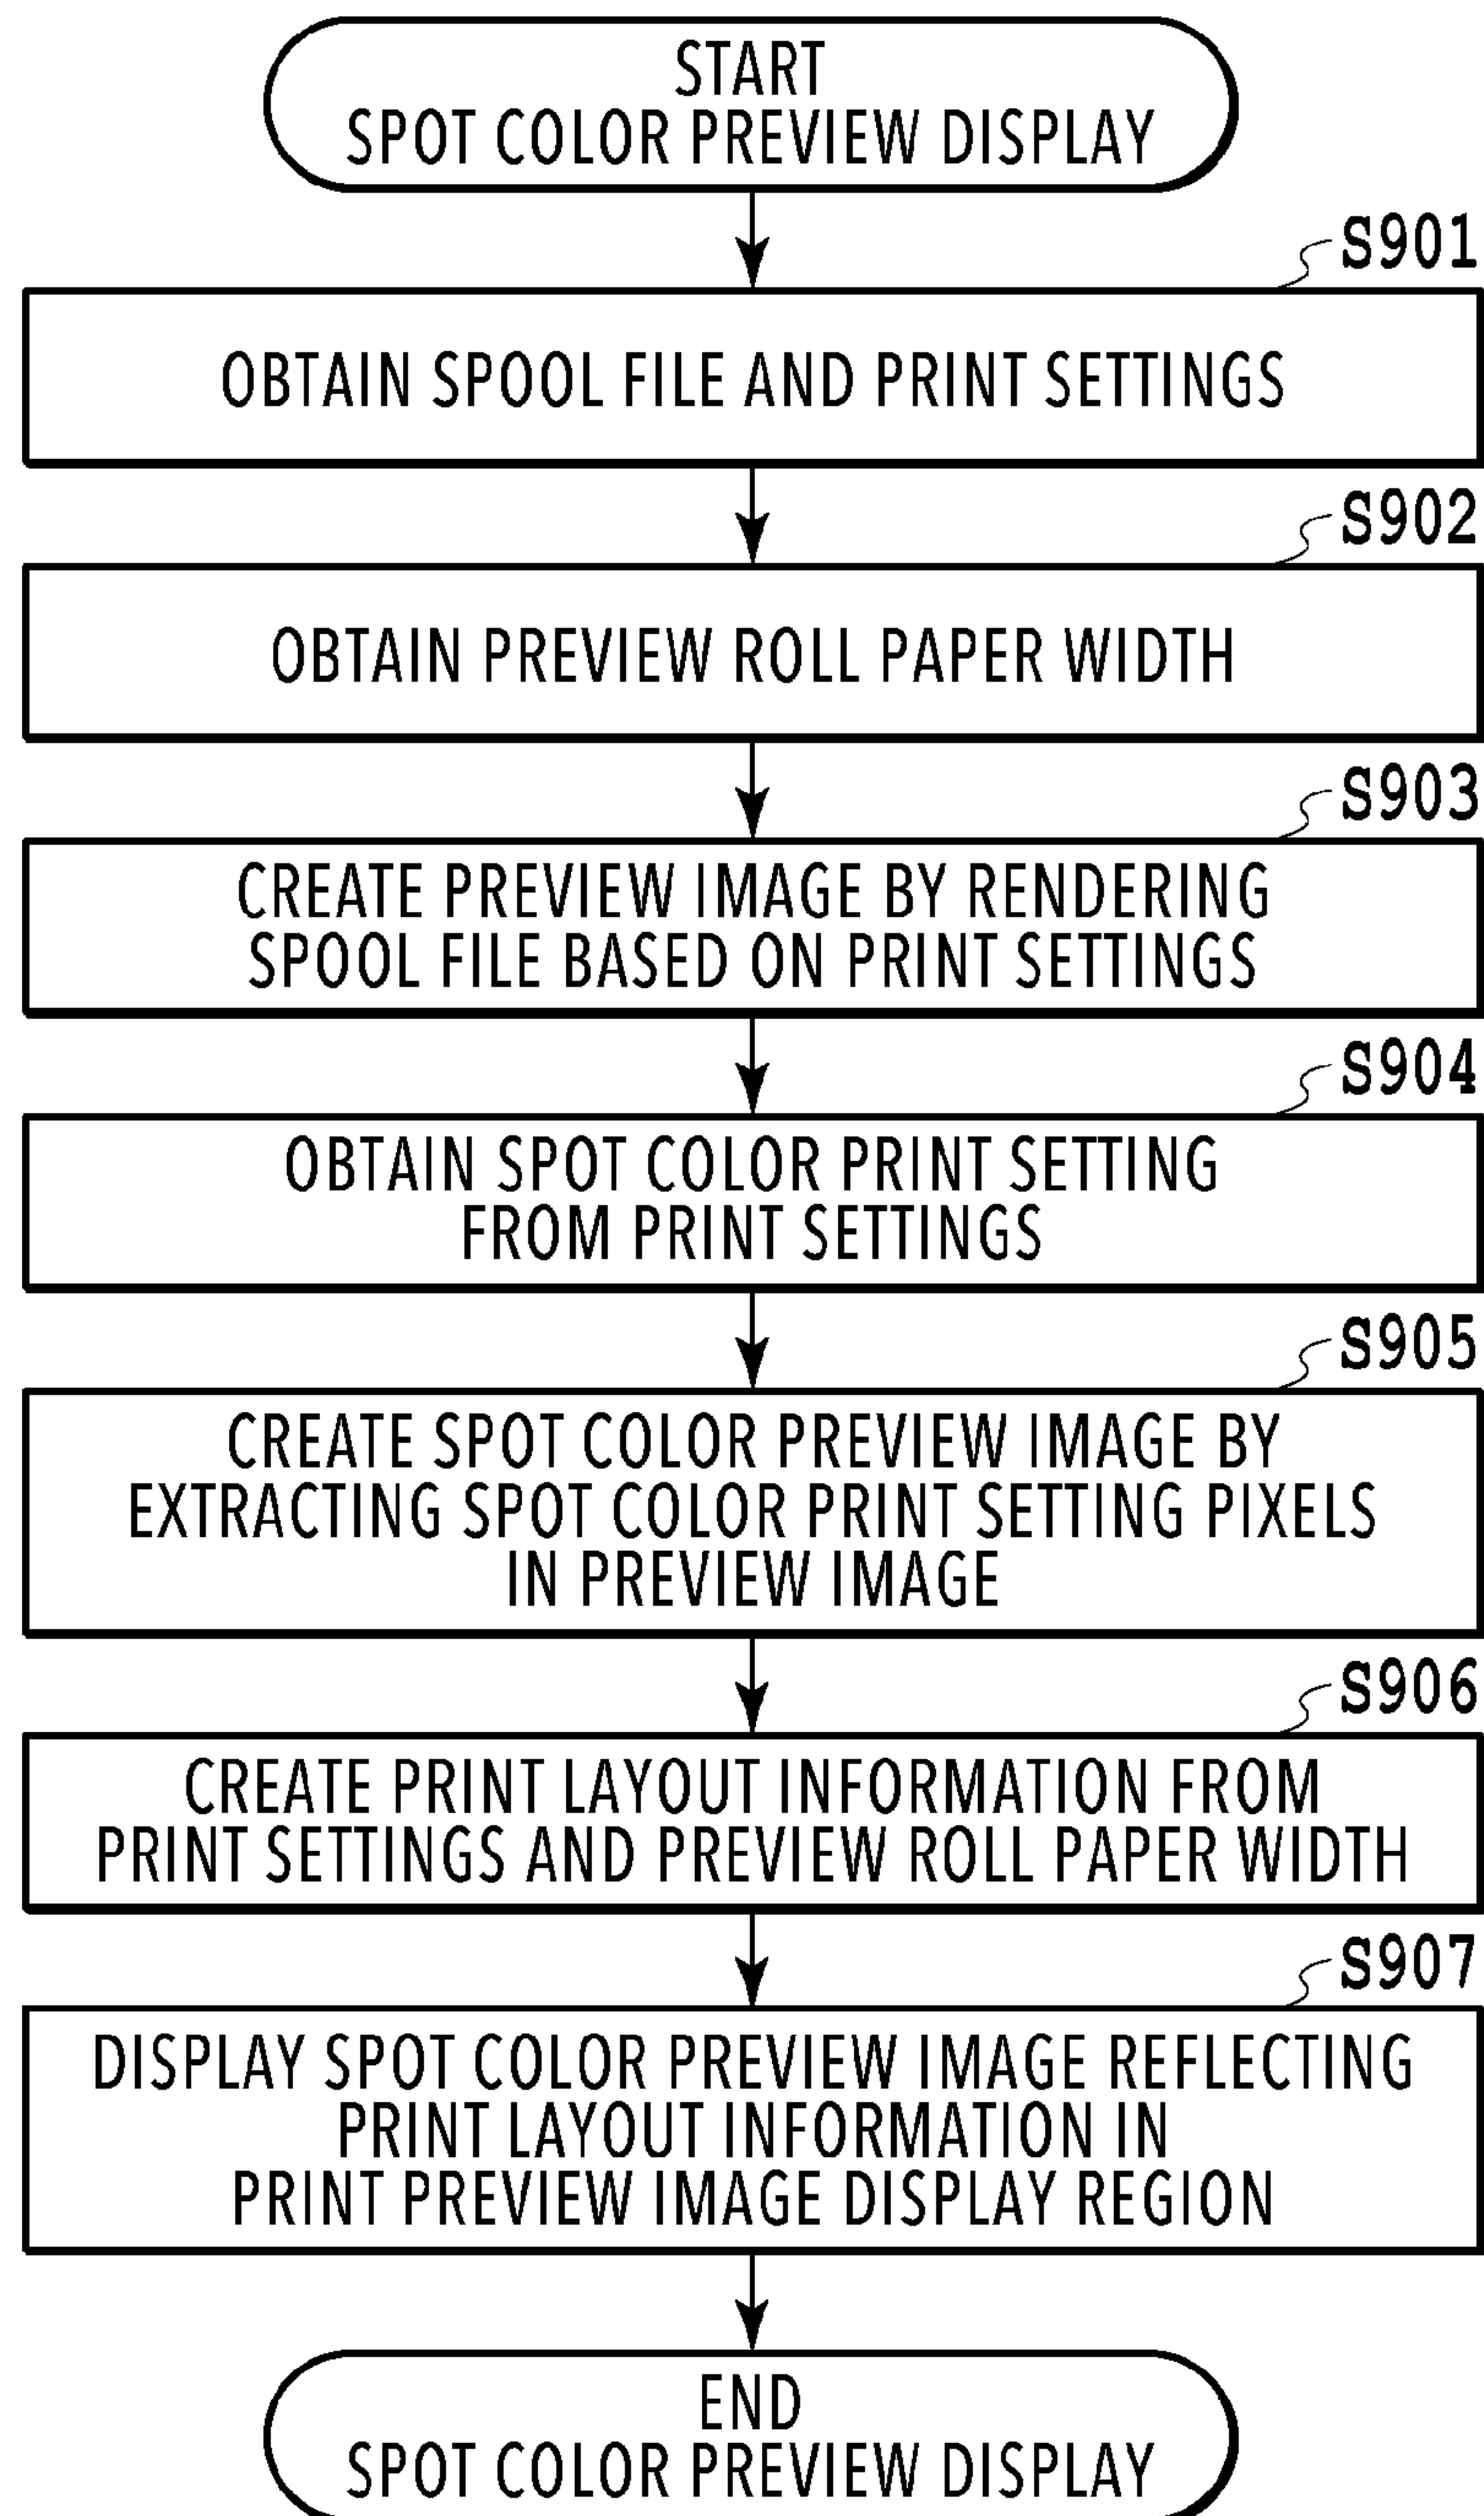 START
SPOT COLOR PREVIEW DISPLAY
S901
OBTAIN SPOOL FILE AND PRINT SETTINGS
S902
OBTAIN PREVIEW ROLL PAPER WIDTH
S903
CREATE PREVIEW IMAGE BY RENDERING
SPOOL FILE BASED ON PRINT SETTINGS
S904
OBTAIN SPOT COLOR PRINT SETTING
FROM PRINT SETTINGS
S905
CREATE SPOT COLOR PREVIEW IMAGE BY
EXTRACTING SPOT COLOR PRINT SETTING PIXELS
IN PREVIEW IMAGE
S906
CREATE PRINT LAYOUT INFORMATION FROM
PRINT SETTINGS AND PREVIEW ROLL PAPER WIDTH
S907
DISPLAY SPOT COLOR PREVIEW IMAGE REFLECTING
PRINT LAYOUT INFORMATION IN
PRINT PREVIEW IMAGE DISPLAY REGION
END
SPOT COLOR PREVIEW DISPLAY